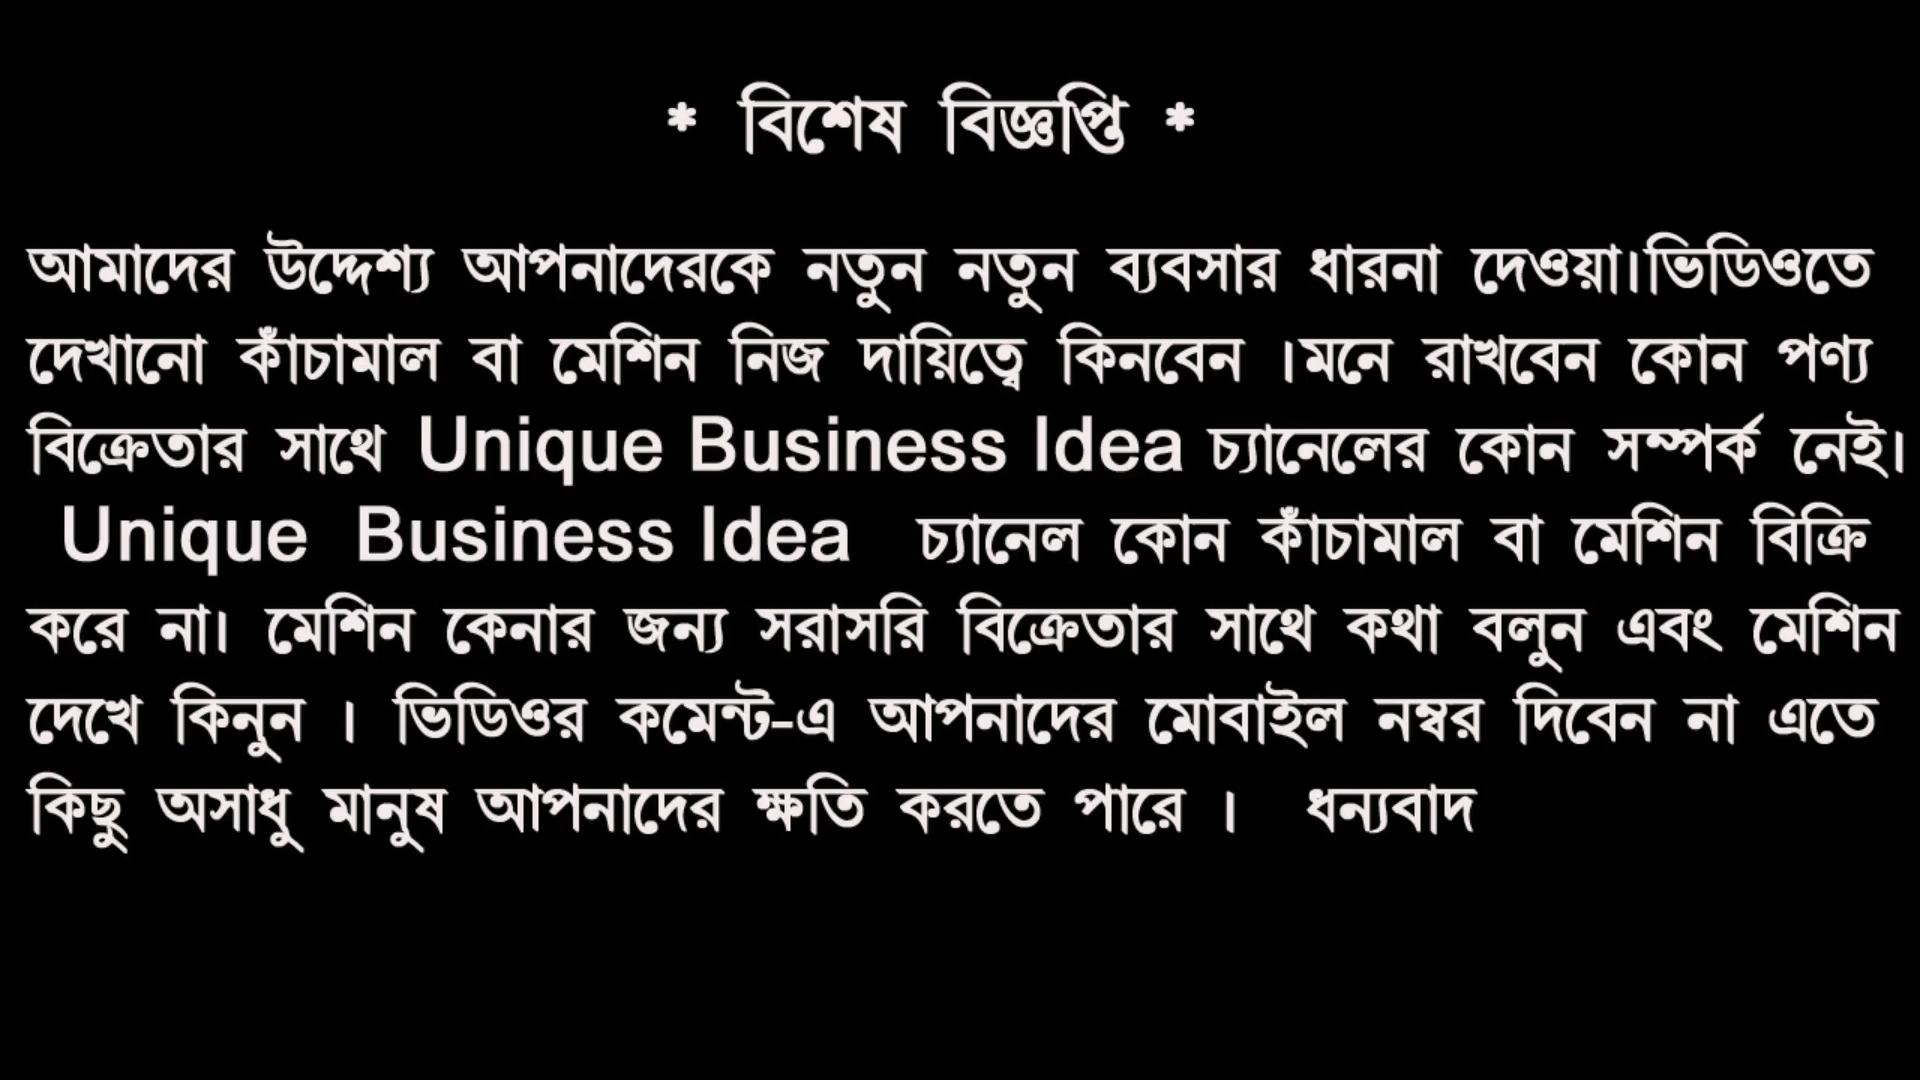 * বিশেষ বিজ্ঞপ্তি *
আমাদের উদ্দেশ্য আপনাদেরকে নতুন নতুন ব্যবসার ধারনা দেওয়া।ভিডিওতে
দেখানো কাঁচামাল বা মেশিন নিজ দায়িত্বে কিনবেন ।মনে রাখবেন কোন পণ্য
বিক্রেতার সাথে Unique Business Idea চ্যানেলের কোন সম্পর্ক নেই।
Unique Business Idea চ্যানেল কোন কাঁচামাল বা মেশিন বিক্রি
করে না। মেশিন কেনার জন্য সরাসরি বিক্রেতার সাথে কথা বলুন এবং মেশিন
দেখে কিনুন । ভিডিওর কমেন্ট-এ আপনাদের মোবাইল নম্বর দিবেন না এতে
কিছু অসাধু মানুষ আপনাদের ক্ষতি করতে পারে । ধন্যবাদ